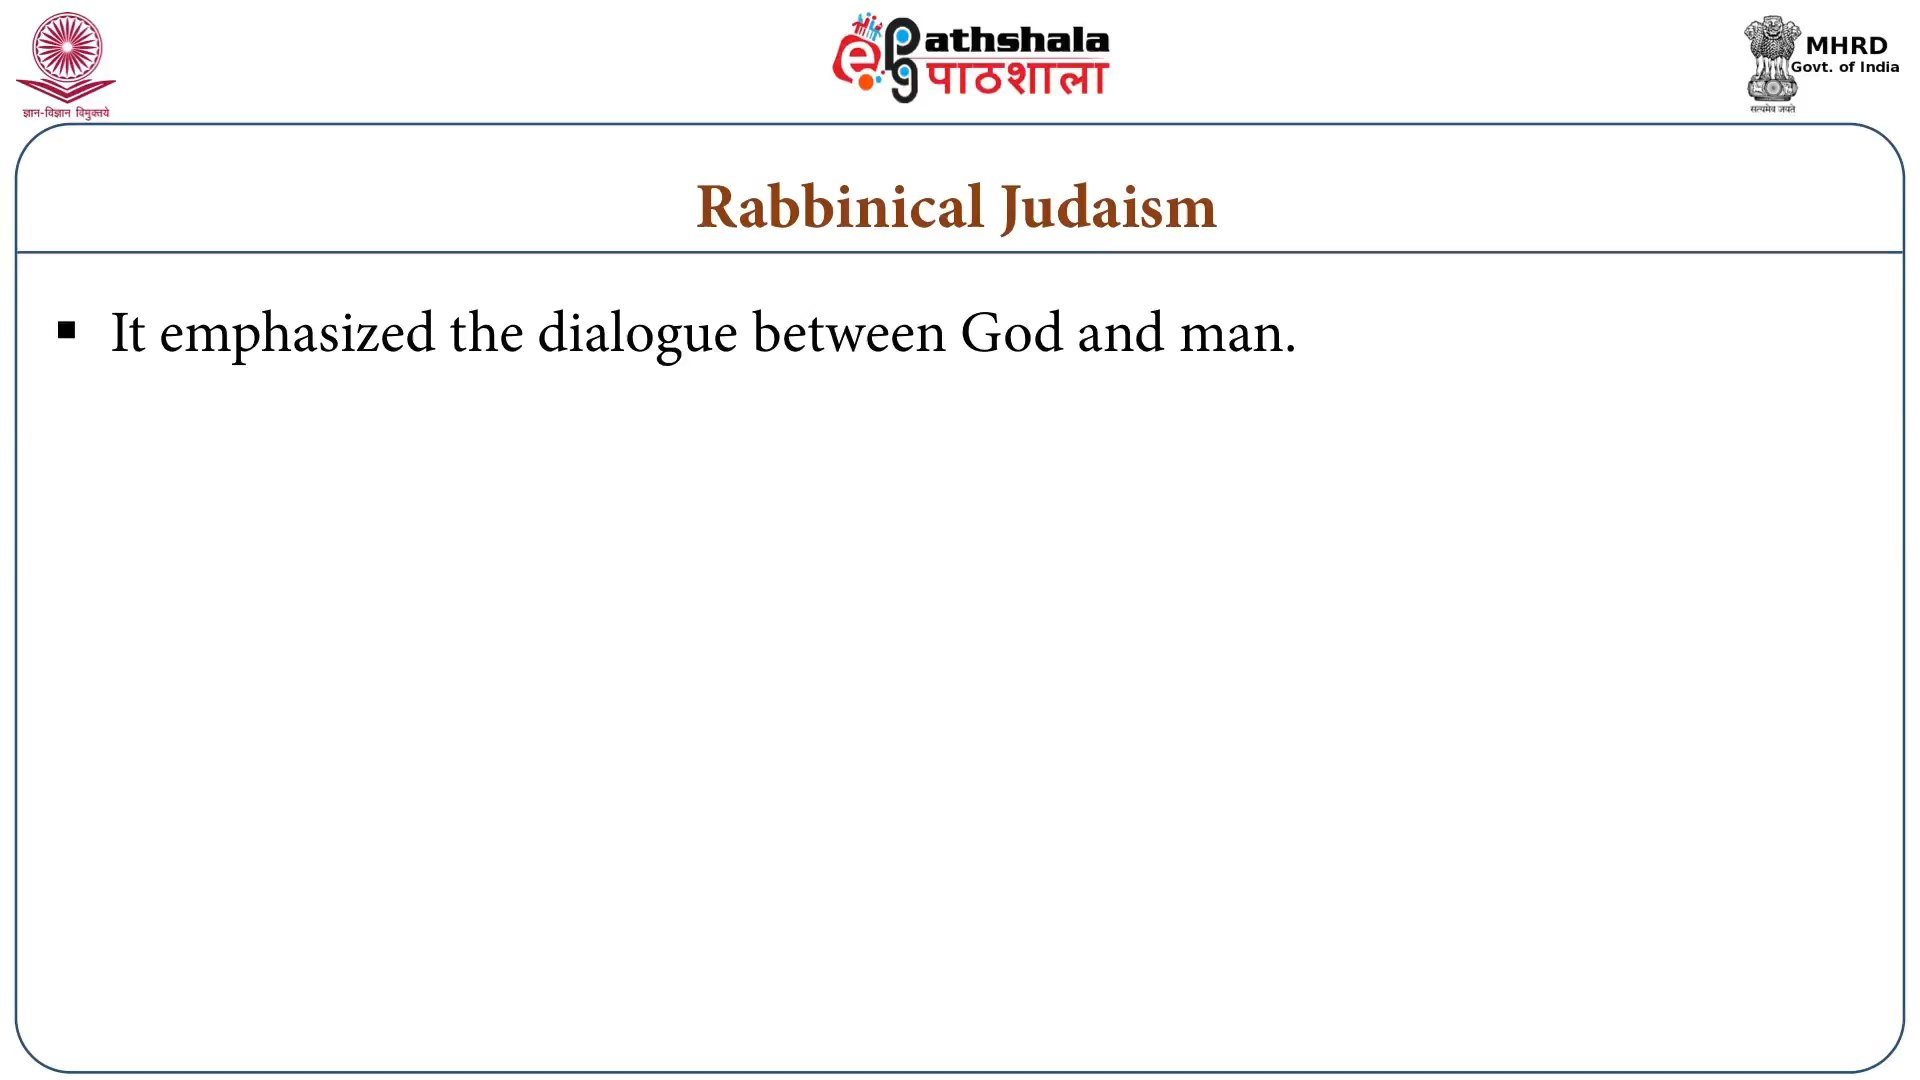 ज्ञान-विज्ञान विमुक्तये
e pg Pathshala
पाठशाला
MHRD
Govt. of India
सत्यमेव जयते
Rabbinical Judaism
▪ It emphasized the dialogue between God and man.